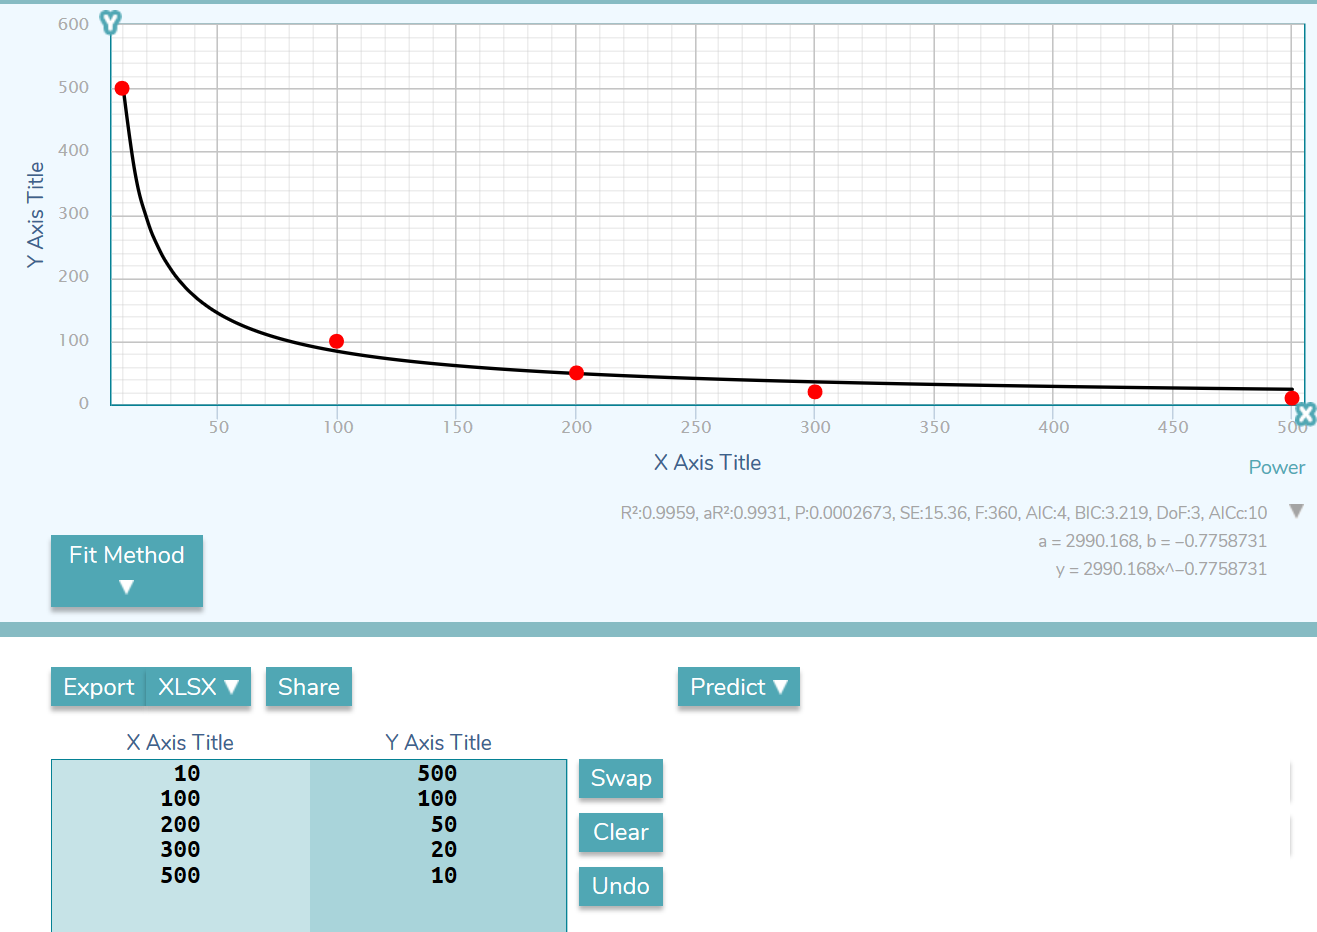 Y
600
500
400
300
200
100
0
Y Axis Title
50 100 150 200 250 300 350 400 450 500
X
X Axis Title
Power
R²:0.9959, aR²:0.9931, P:0.0002673, SE:15.36, F:360, AIC:4, BIC:3.219, DoF:3, AICc:10 ▼
a = 2990.168, b = −0.7758731
y = 2990.168x^−0.7758731
Fit Method
▼
Export XLSX ▼ Share Predict ▼
X Axis Title Y Axis Title
10 500
100 100
200 50
300 20
500 10
Swap
Clear
Undo